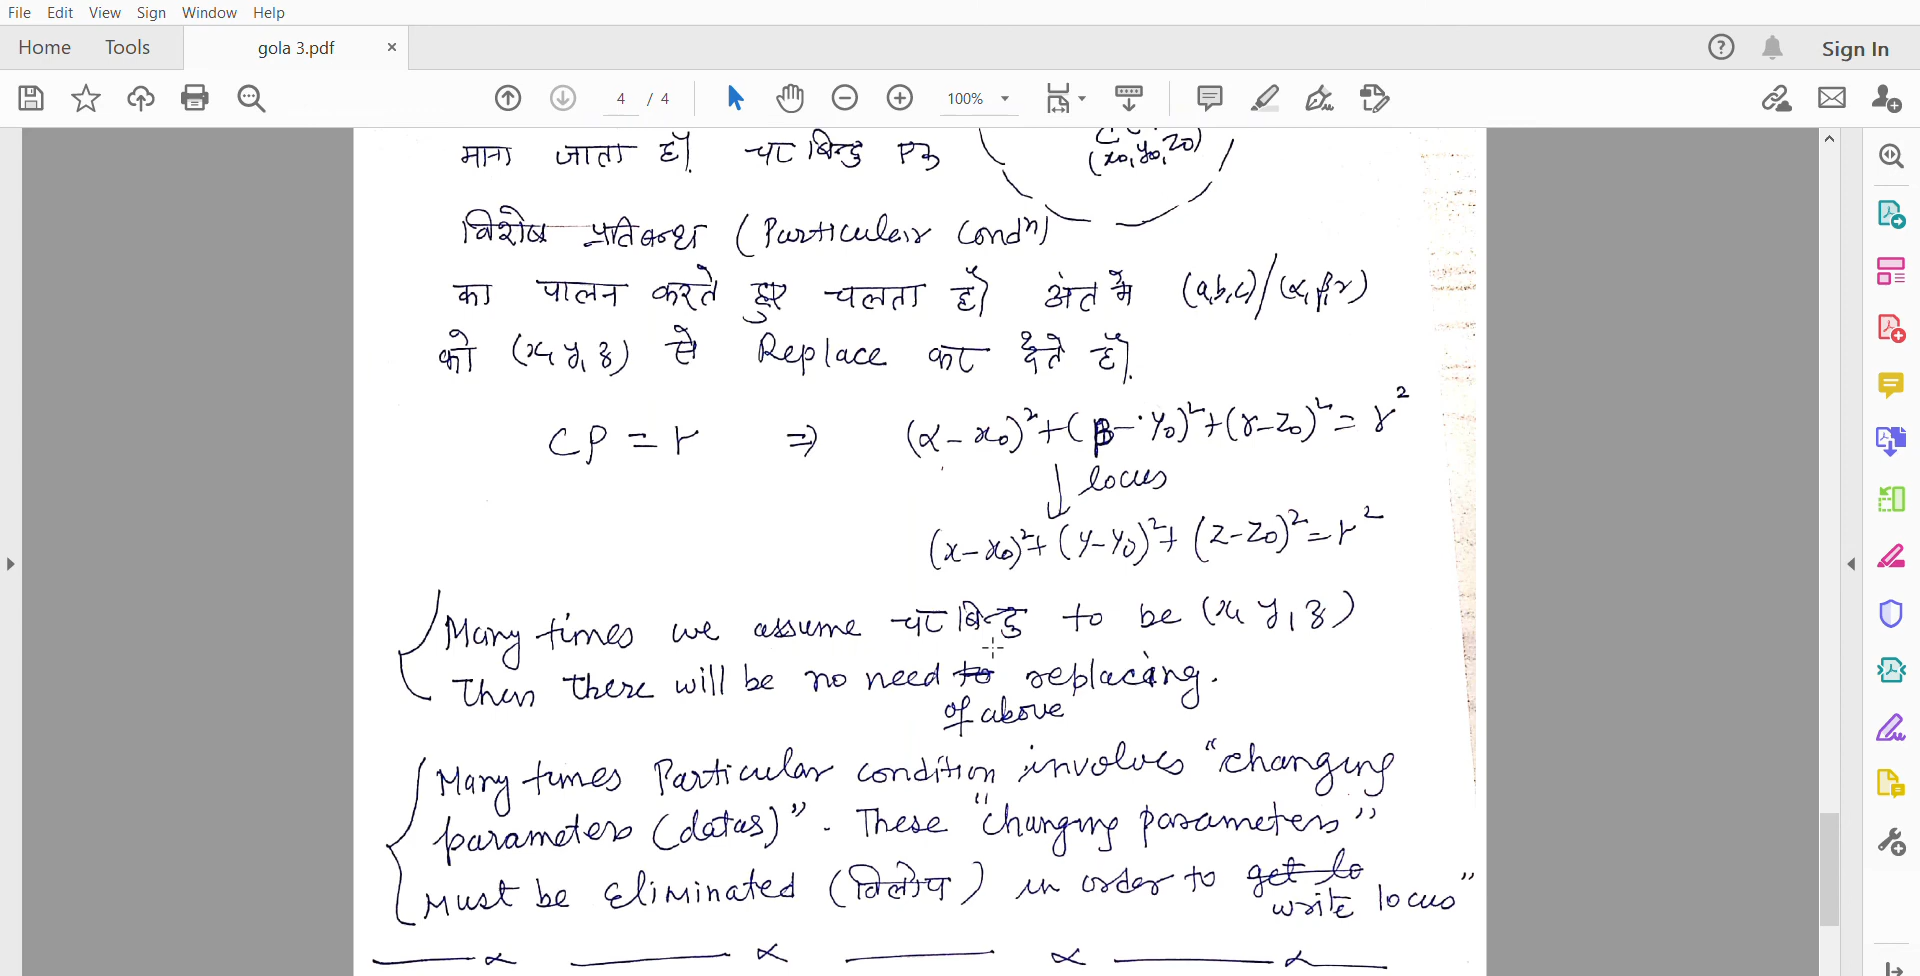 File Edit View Sign Window Help
Home Tools gola 3.pdf × Sign In
4 / 4 100%
माना जाता है। चर बिन्दु एक
(x₀, y₀, z₀)
विशेष प्रतिबन्ध (Particular Condⁿ)
का पालन करते हुए चलता है। अंत में (a,b,c)/(α,β,γ)
को (x, y, z) से Replace कर देते हैं।
CP = r ⇒ (α-x₀)²+(β-y₀)²+(γ-z₀)²=r²
↓ locus
(x-x₀)²+(y-y₀)²+(z-z₀)²=r²
Many times we assume चर बिन्दु to be (x, y, z)
Then there will be no need to replacing.
of above
Many times Particular condition involves "changing
parameters (datas)". These "changing parameters"
Must be Eliminated (विलोप) in order to get lo
write locus"